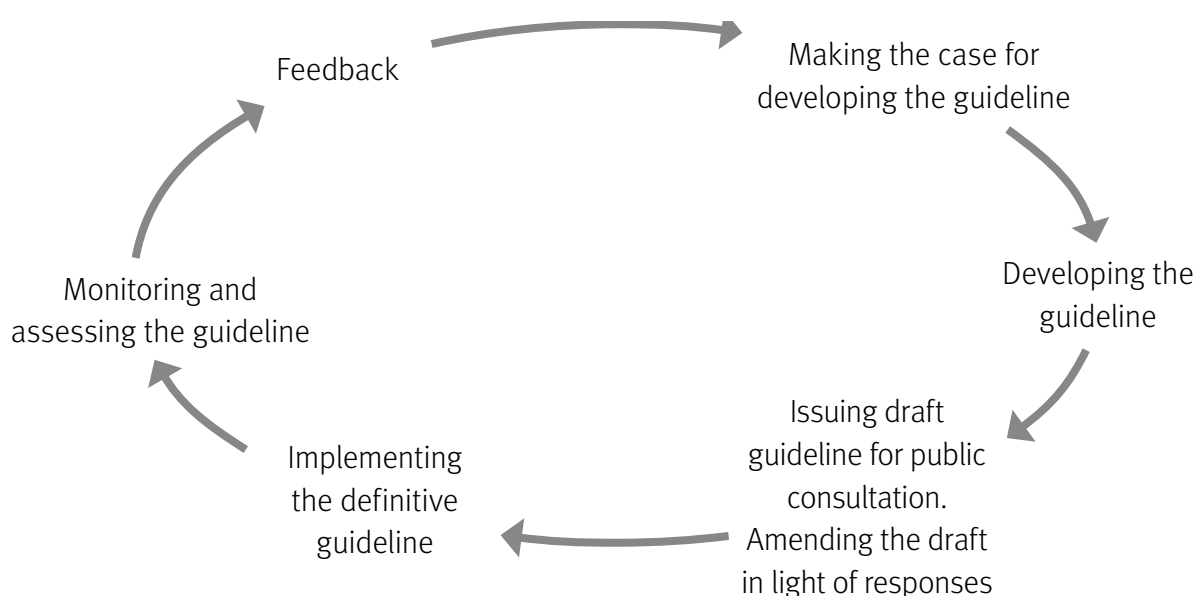 Feedback
Making the case for
developing the guideline
Developing the
guideline
Issuing draft
guideline for public
consultation.
Amending the draft
in light of responses
Implementing
the definitive
guideline
Monitoring and
assessing the guideline